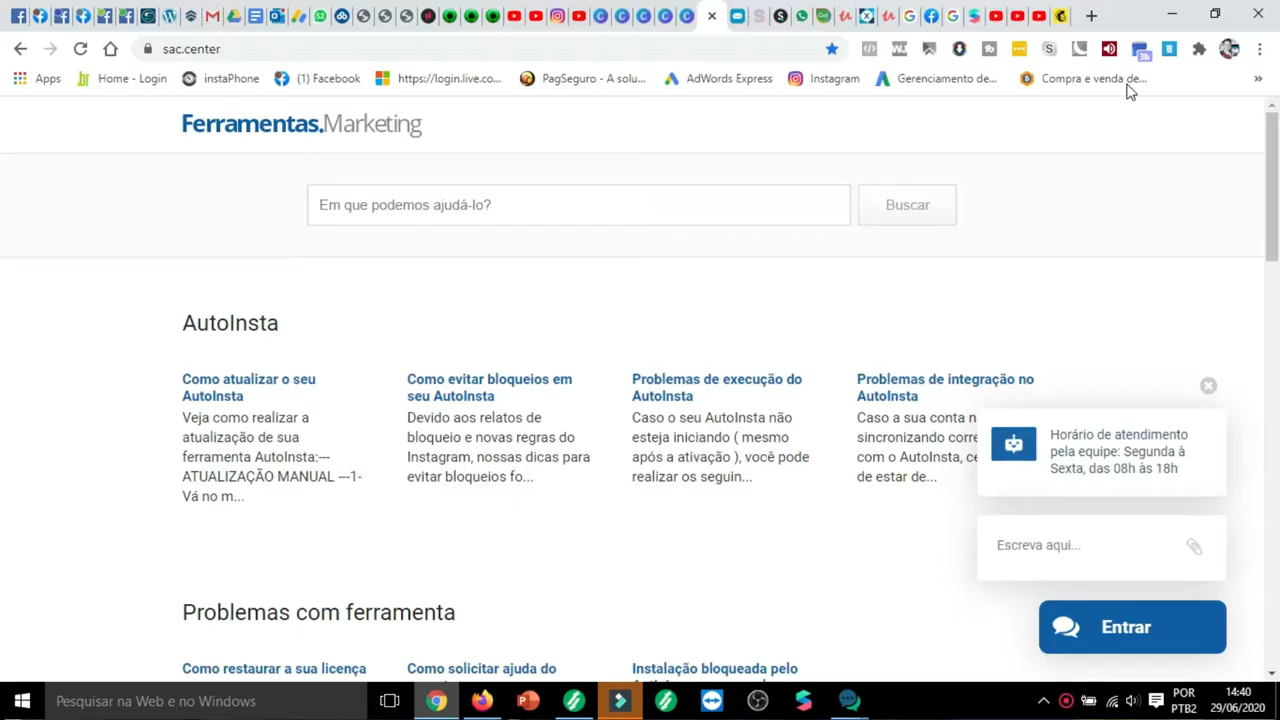 sac.center
Apps Home - Login instaPhone (1) Facebook https://login.live.co... PagSeguro - A solu... AdWords Express Instagram Gerenciamento de... Compra e venda de... »
Ferramentas.Marketing
Em que podemos ajudá-lo? Buscar
AutoInsta
Como atualizar o seu
AutoInsta
Veja como realizar a
atualização de sua
ferramenta AutoInsta:---
ATUALIZAÇÃO MANUAL ---1-
Vá no m...
Como evitar bloqueios em
seu AutoInsta
Devido aos relatos de
bloqueio e novas regras do
Instagram, nossas dicas para
evitar bloqueios fo...
Problemas de execução do
AutoInsta
Caso o seu AutoInsta não
esteja iniciando ( mesmo
após a ativação ), você pode
realizar os seguin...
Problemas de integração no
AutoInsta
Caso a sua conta n
sincronizando corre
com o AutoInsta, ce
de estar de...
Horário de atendimento
pela equipe: Segunda à
Sexta, das 08h às 18h
Escreva aqui...
Entrar
Problemas com ferramenta
Como restaurar a sua licença
Como solicitar ajuda do
Instalação bloqueada pelo
Pesquisar na Web e no Windows
POR
PTB2
14:40
29/06/2020